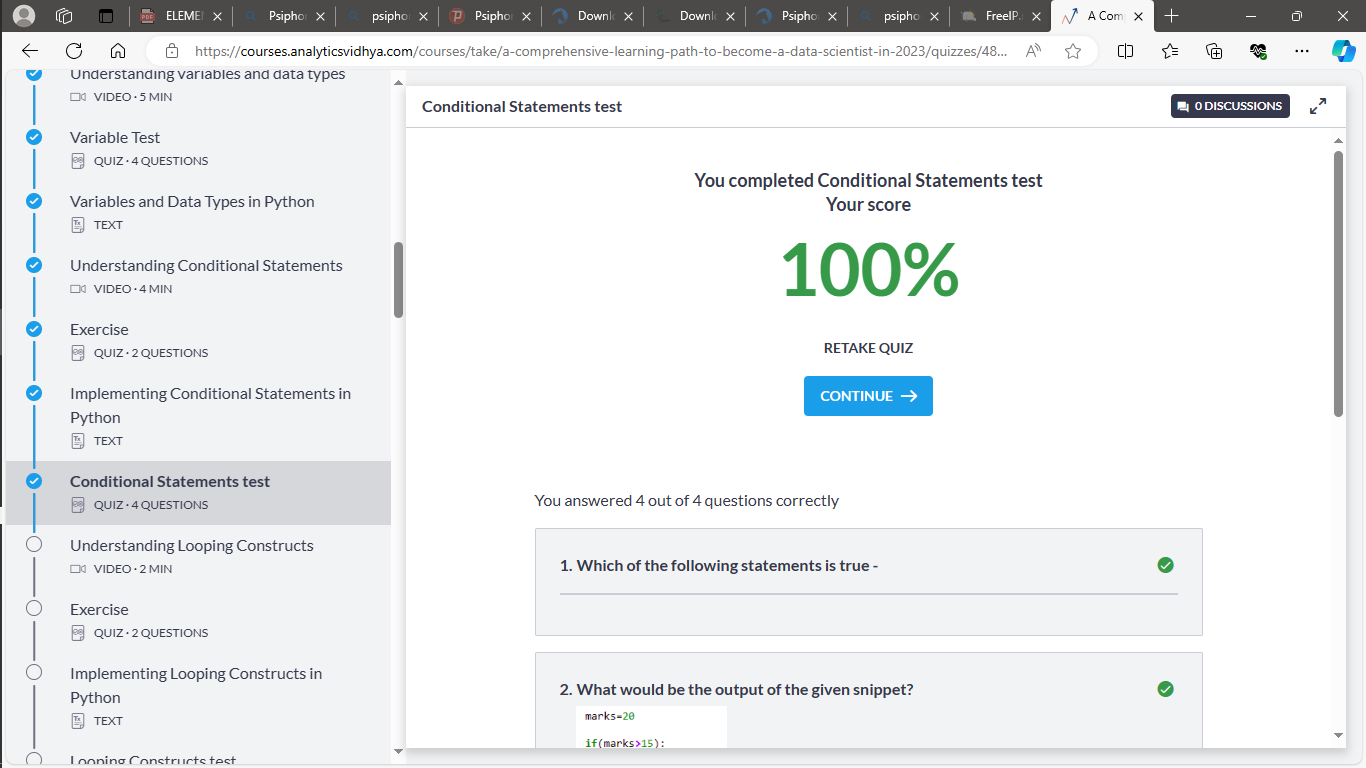 ELEME
Psipho
psipho
Psipho
Downl
Downl
Psipho
psipho
FreeIP
A Com
https://courses.analyticsvidhya.com/courses/take/a-comprehensive-learning-path-to-become-a-data-scientist-in-2023/quizzes/48...
Understanding variables and data types
VIDEO · 5 MIN
Variable Test
QUIZ · 4 QUESTIONS
Variables and Data Types in Python
TEXT
Understanding Conditional Statements
VIDEO · 4 MIN
Exercise
QUIZ · 2 QUESTIONS
Implementing Conditional Statements in
Python
TEXT
Conditional Statements test
QUIZ · 4 QUESTIONS
Understanding Looping Constructs
VIDEO · 2 MIN
Exercise
QUIZ · 2 QUESTIONS
Implementing Looping Constructs in
Python
TEXT
Looping Constructs test
Conditional Statements test
0 DISCUSSIONS
You completed Conditional Statements test
Your score
100%
RETAKE QUIZ
CONTINUE →
You answered 4 out of 4 questions correctly
1. Which of the following statements is true -
2. What would be the output of the given snippet?
marks=20
if(marks>15):